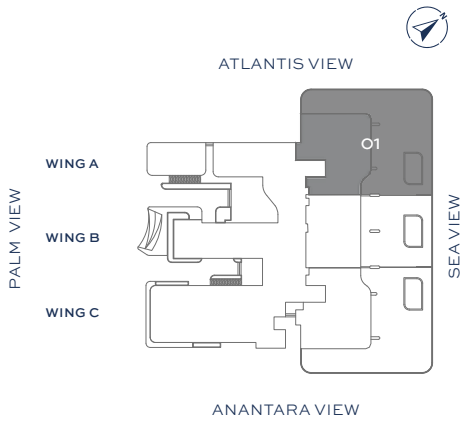 N
ATLANTIS VIEW
01
WING A
PALM VIEW
WING B
SEA VIEW
WING C
ANANTARA VIEW